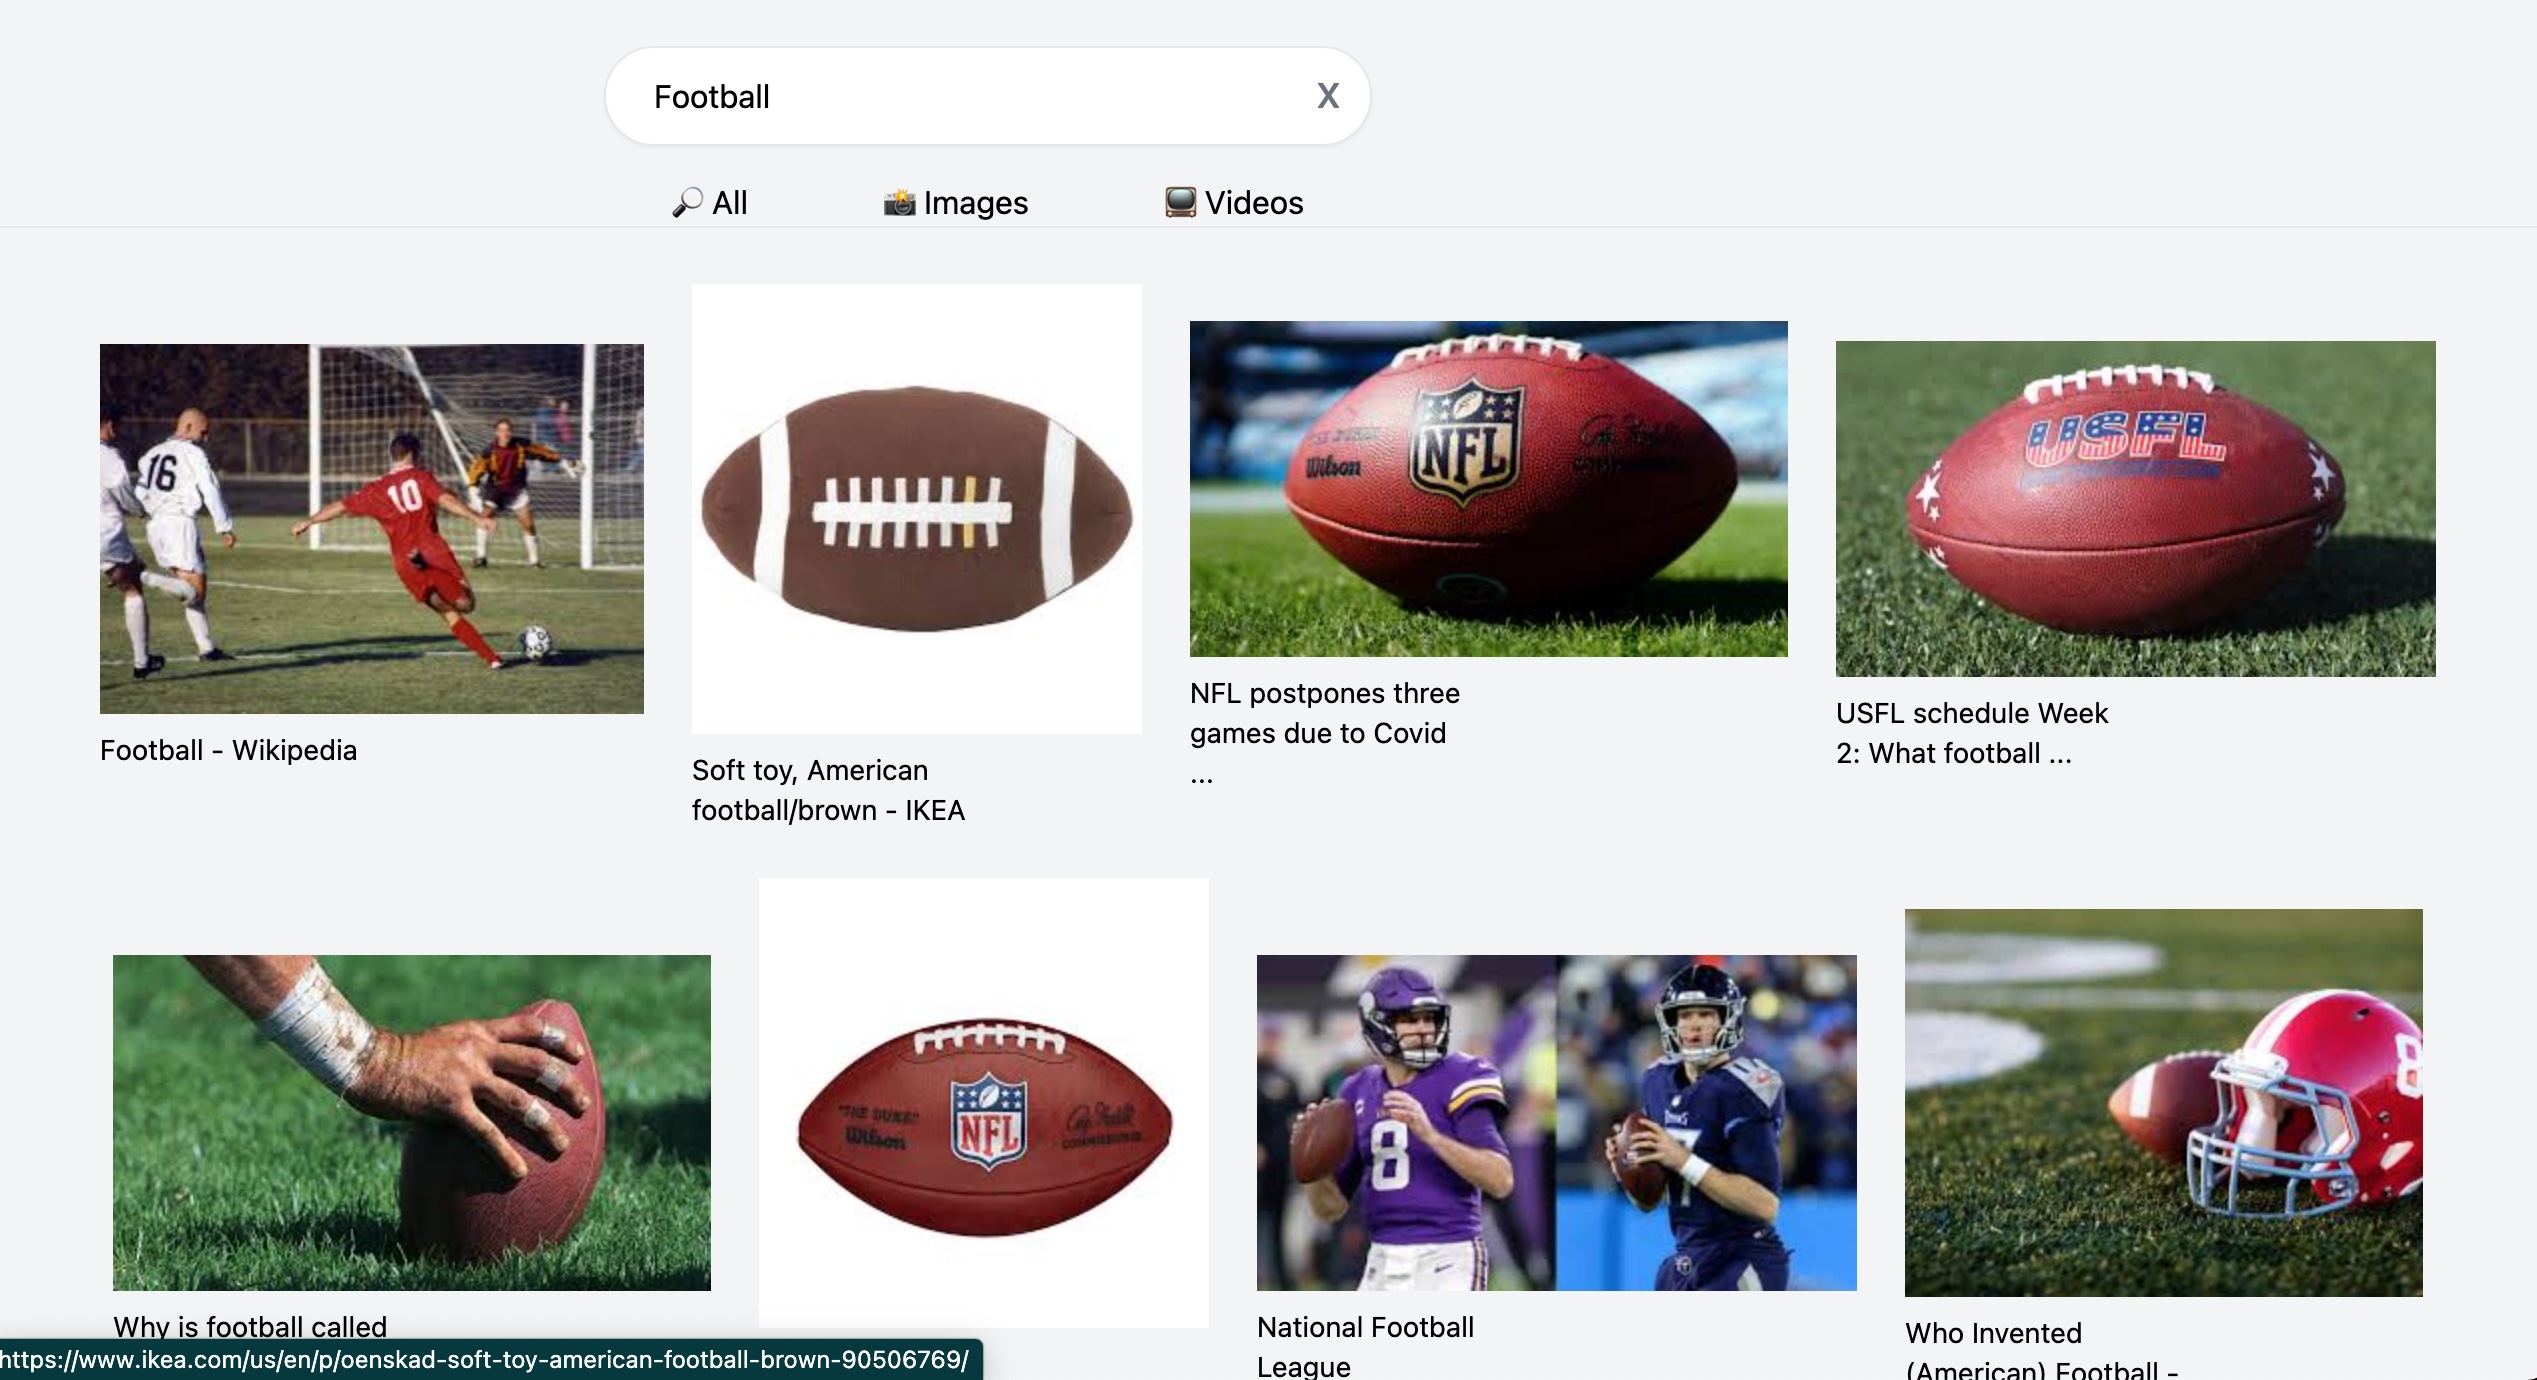 Football
X
All
Images
Videos
16
10
Wilson
NFL
USFL
Football - Wikipedia
Soft toy, American
football/brown - IKEA
NFL postpones three
games due to Covid
...
USFL schedule Week
2: What football ...
"THE DUKE"
Wilson
NFL
8
8
Why is football called
National Football
League
Who Invented
(American) Football -
https://www.ikea.com/us/en/p/oenskad-soft-toy-american-football-brown-90506769/